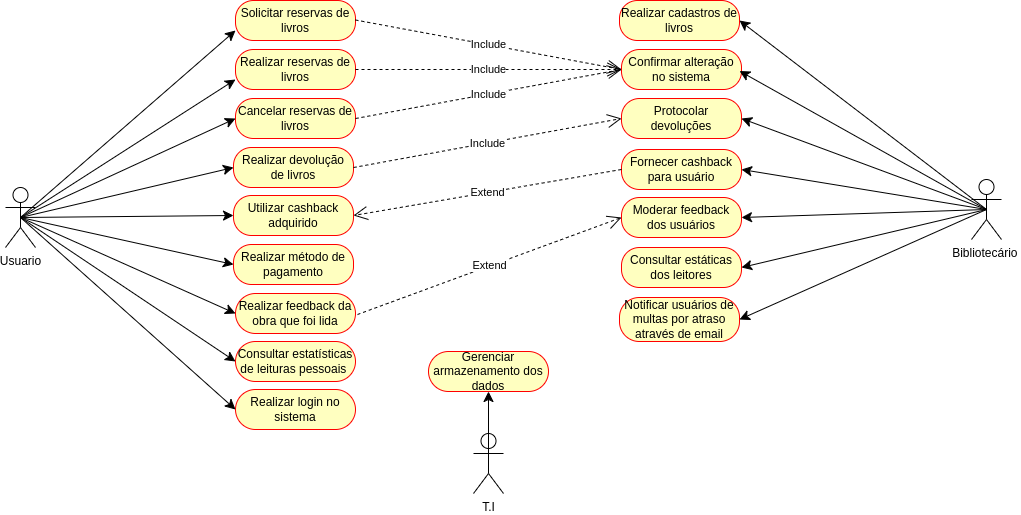 Solicitar reservas de
livros
Realizar reservas de
livros
Cancelar reservas de
livros
Realizar devolução
de livros
Utilizar cashback
adquirido
Realizar método de
pagamento
Realizar feedback da
obra que foi lida
Consultar estatísticas
de leituras pessoais
Realizar login no
sistema
Usuario
Include
Include
Include
Include
Extend
Extend
Realizar cadastros de
livros
Confirmar alteração
no sistema
Protocolar
devoluções
Fornecer cashback
para usuário
Moderar feedback
dos usuários
Consultar estáticas
dos leitores
Notificar usuários de
multas por atraso
através de email
Bibliotecário
Gerenciar
armazenamento dos
dados
T.I